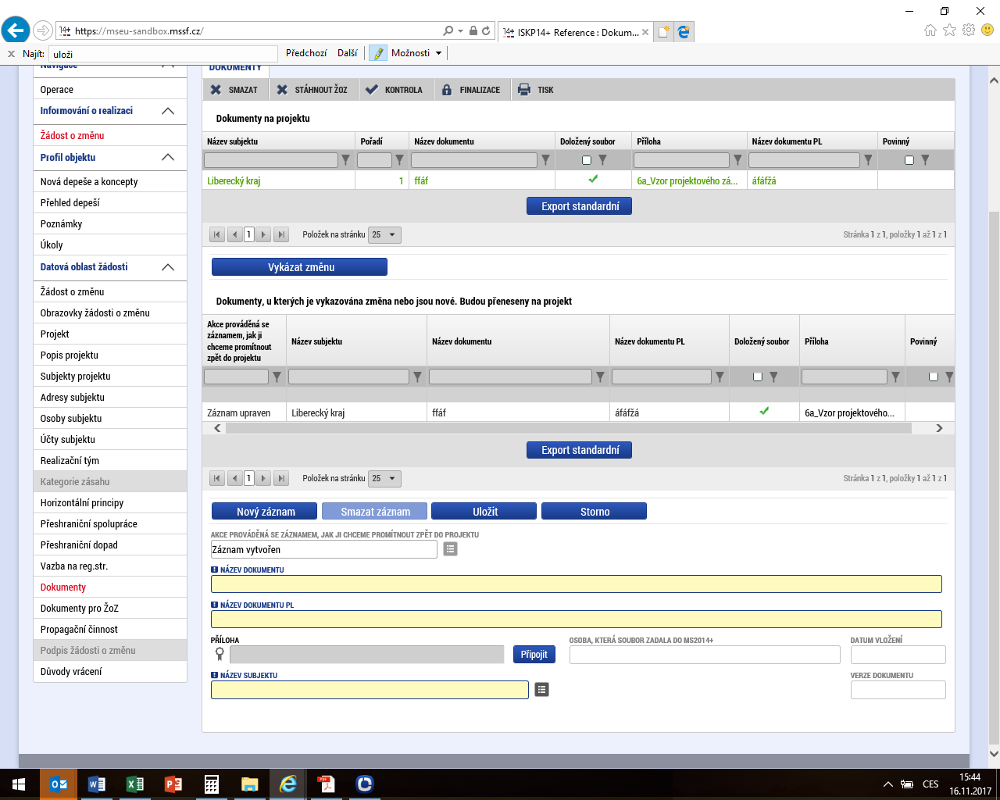 https://mseu-sandbox.mssf.cz/
ISKP14+ Reference : Dokum...
Najít: uloži Předchozí Další Možnosti
Navigace
Operace
Informování o realizaci
Žádost o změnu
Profil objektu
Nová depeše a koncepty
Přehled depeší
Poznámky
Úkoly
Datová oblast žádosti
Žádost o změnu
Obrazovky žádosti o změnu
Projekt
Popis projektu
Subjekty projektu
Adresy subjektu
Osoby subjektu
Účty subjektu
Realizační tým
Kategorie zásahu
Horizontální principy
Přeshraniční spolupráce
Přeshraniční dopad
Vazba na reg.str.
Dokumenty
Dokumenty pro ŽoZ
Propagační činnost
Podpis žádosti o změnu
Důvody vrácení
DOKUMENTY
SMAZAT STÁHNOUT ŽOZ KONTROLA FINALIZACE TISK
Dokumenty na projektu
Název subjektu Pořadí Název dokumentu Doložený soubor Příloha Název dokumentu PL Povinný
Liberecký kraj 1 ffáf 6a_Vzor projektového zá... áfáfžá
Export standardní
1 Položek na stránku 25 Stránka 1 z 1, položky 1 až 1 z 1
Vykázat změnu
Dokumenty, u kterých je vykazována změna nebo jsou nové. Budou přeneseny na projekt
Akce prováděná se
záznamem, jak ji
chceme promítnout
zpět do projektu
Název subjektu Název dokumentu Název dokumentu PL Doložený soubor Příloha Povinný
Záznam upraven Liberecký kraj ffáf áfáfžá 6a_Vzor projektového...
Export standardní
1 Položek na stránku 25 Stránka 1 z 1, položky 1 až 1 z 1
Nový záznam Smazat záznam Uložit Storno
AKCE PROVÁDĚNÁ SE ZÁZNAMEM, JAK JI CHCEME PROMÍTNOUT ZPĚT DO PROJEKTU
Záznam vytvořen
NÁZEV DOKUMENTU
NÁZEV DOKUMENTU PL
PŘÍLOHA OSOBA, KTERÁ SOUBOR ZADALA DO MS2014+ DATUM VLOŽENÍ
Připojit
NÁZEV SUBJEKTU VERZE DOKUMENTU
CES
15:44
16.11.2017